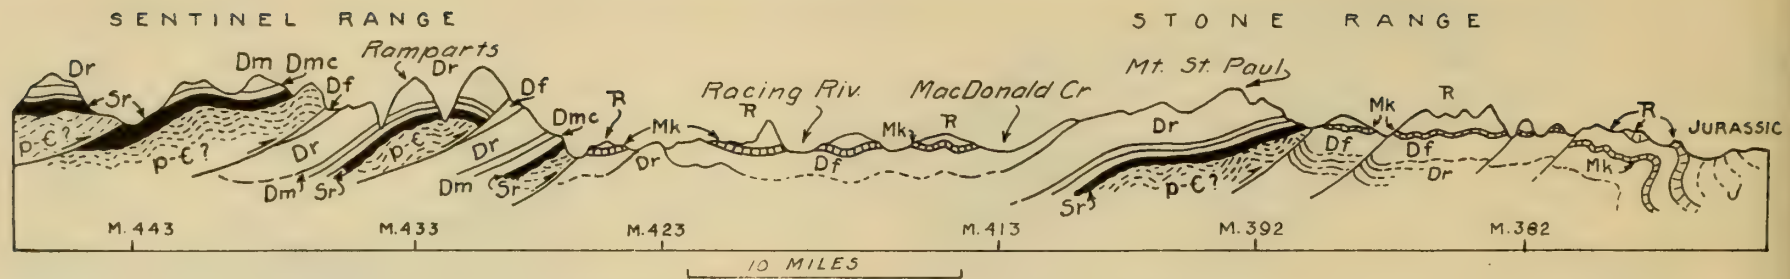 SENTINEL RANGE
STONE RANGE
Ramparts
Dr
Sr
Dm
Dmc
Df
Dr
Df
p-Є?
p-Є?
Dr
p-Є
Dr
Dm
Sr
Dm
Sr
Dmc
Ꞧ
Mk
Dr
Racing Riv.
Ꞧ
Df
Mk
Ꞧ
MacDonald Cr
Mt. St. Paul
Dr
Sr
p-Є?
Df
Mk
Ꞧ
Df
Dr
Mk
Ꞧ
JURASSIC
J
M.443
M.433
M.423
M.413
M.392
M.382
10 MILES